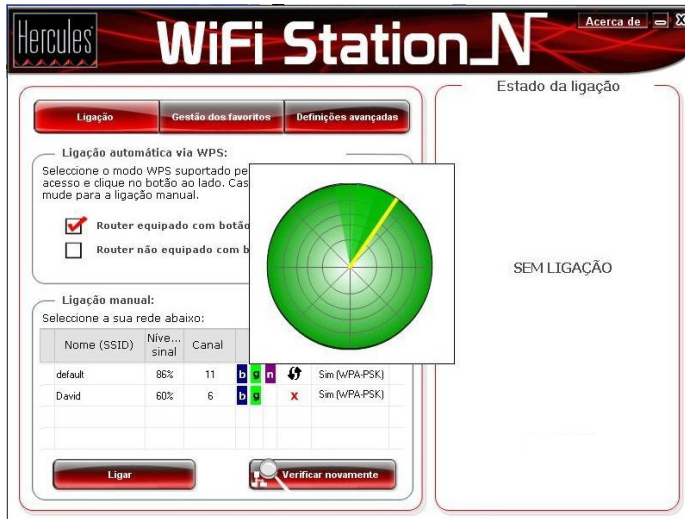 Hercules
WiFi Station N
Acerca de
X
Ligação
Gestão dos favoritos
Definições avançadas
Estado da ligação
Ligação automática via WPS:
Seleccione o modo WPS suportado pe
acesso e clique no botão ao lado. Cas
mude para a ligação manual.
Router equipado com botão
Router não equipado com b
SEM LIGAÇÃO
Ligação manual:
Seleccione a sua rede abaixo:
Nome (SSID)
Níve... sinal
Canal
default 86% 11 b g n Sim (WPA-PSK)
David 60% 6 b g x Sim (WPA-PSK)
Ligar
Verificar novamente